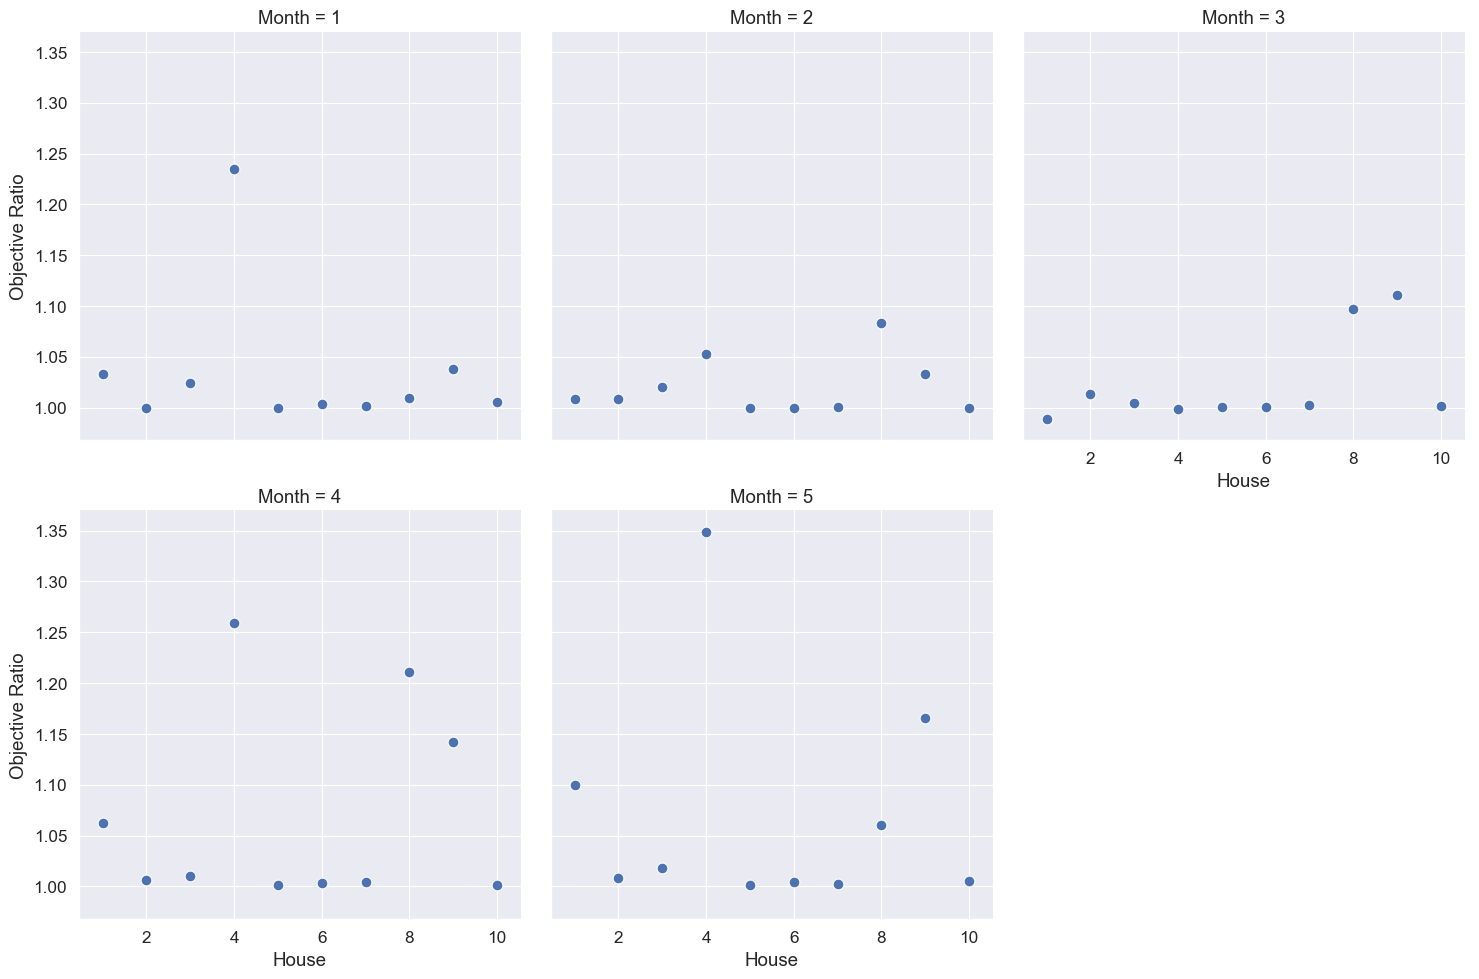 Month = 1
Month = 2
Month = 3
1.35
1.30
1.25
1.20
1.15
1.10
1.05
1.00
Objective Ratio
2 4 6 8 10
House
Month = 4
Month = 5
1.35
1.30
1.25
1.20
1.15
1.10
1.05
1.00
Objective Ratio
2 4 6 8 10
House
2 4 6 8 10
House